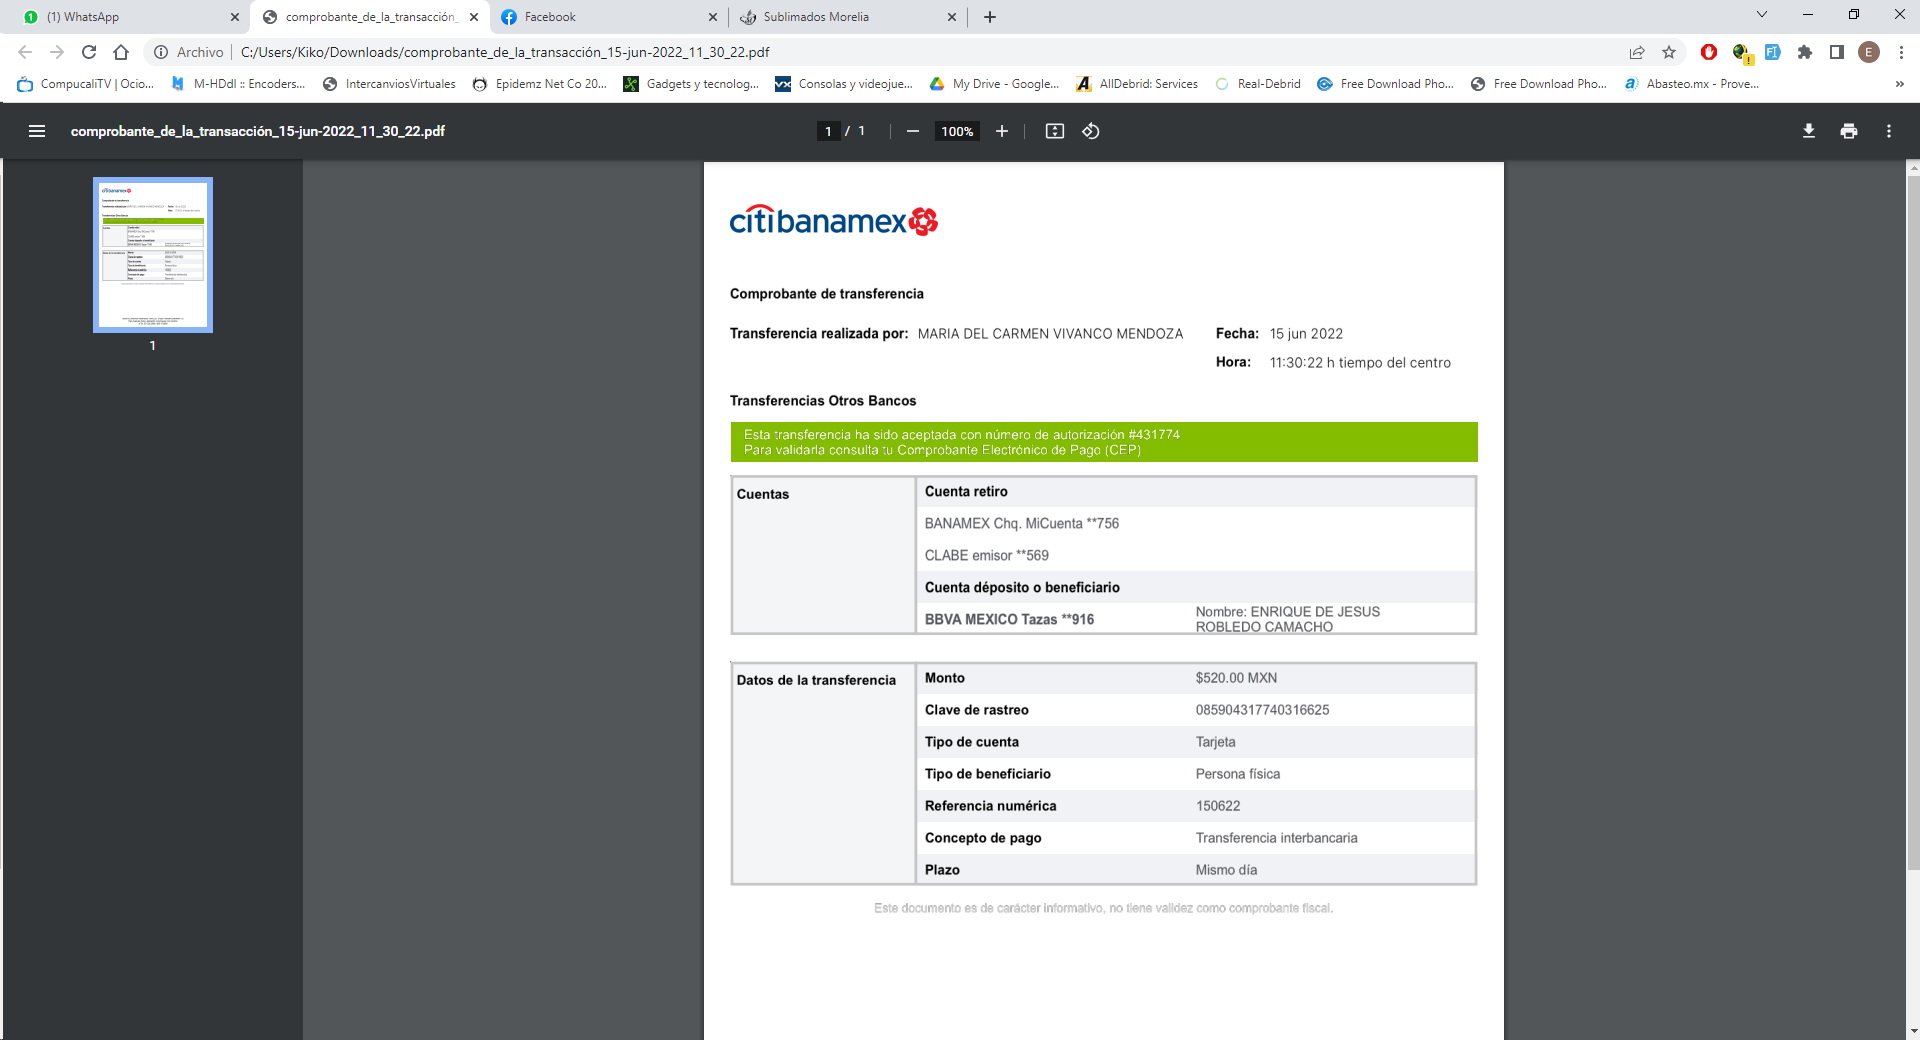 (1) WhatsApp
comprobante_de_la_transacción_
Facebook
Sublimados Morelia
Archivo
C:/Users/Kiko/Downloads/comprobante_de_la_transacción_15-jun-2022_11_30_22.pdf
E
CompucaliTV | Ocio...
M-HDdl :: Encoders...
IntercanviosVirtuales
Epidemz Net Co 20...
Gadgets y tecnolog...
Consolas y videojue...
My Drive - Google...
AllDebrid: Services
Real-Debrid
Free Download Pho...
Free Download Pho...
Abasteo.mx - Prove...
»
comprobante_de_la_transacción_15-jun-2022_11_30_22.pdf
1 / 1
100%
1
citibanamex
Comprobante de transferencia
Transferencia realizada por: MARIA DEL CARMEN VIVANCO MENDOZA Fecha: 15 jun 2022
Hora: 11:30:22 h tiempo del centro
Transferencias Otros Bancos
Esta transferencia ha sido aceptada con número de autorización #431774
Para validarla consulta tu Comprobante Electrónico de Pago (CEP)
Cuentas
Cuenta retiro
BANAMEX Chq. MiCuenta **756
CLABE emisor **569
Cuenta déposito o beneficiario
BBVA MEXICO Tazas **916
Nombre: ENRIQUE DE JESUS
ROBLEDO CAMACHO
Datos de la transferencia
Monto $520.00 MXN
Clave de rastreo 085904317740316625
Tipo de cuenta Tarjeta
Tipo de beneficiario Persona física
Referencia numérica 150622
Concepto de pago Transferencia interbancaria
Plazo Mismo día
Este documento es de carácter informativo, no tiene validez como comprobante fiscal.